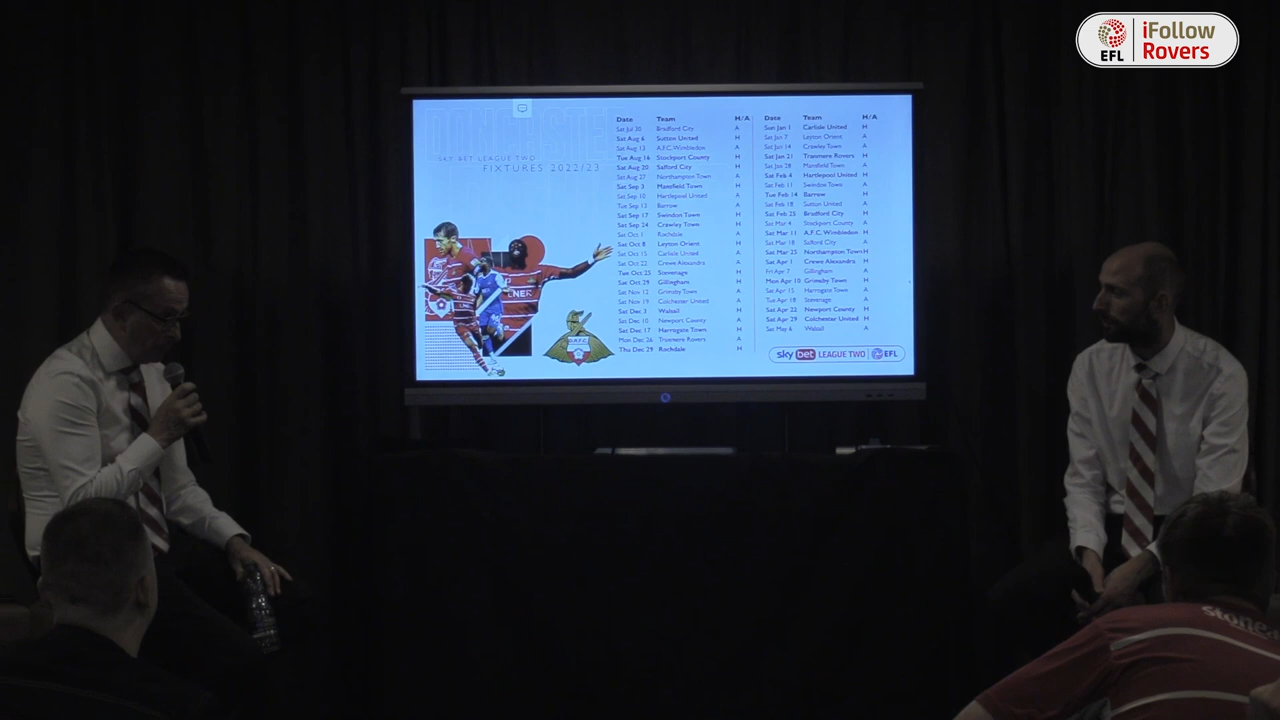 iFollow
EFL Rovers
DONCASTE
SKY BET LEAGUE TWO
FIXTURES 2022/23
Date Team H/A
Sat Jul 30 Bradford City A
Sat Aug 6 Sutton United H
Sat Aug 13 A.F.C. Wimbledon A
Tue Aug 16 Stockport County H
Sat Aug 20 Salford City H
Sat Aug 27 Northampton Town A
Sat Sep 3 Mansfield Town H
Sat Sep 10 Hartlepool United A
Tue Sep 13 Barrow A
Sat Sep 17 Swindon Town H
Sat Sep 24 Crawley Town H
Sat Oct 1 Rochdale A
Sat Oct 8 Leyton Orient H
Sat Oct 15 Carlisle United A
Sat Oct 22 Crewe Alexandra A
Tue Oct 25 Stevenage H
Sat Oct 29 Gillingham H
Sat Nov 12 Grimsby Town A
Sat Nov 19 Colchester United A
Sat Dec 3 Walsall H
Sat Dec 10 Newport County A
Sat Dec 17 Harrogate Town H
Mon Dec 26 Tranmere Rovers A
Thu Dec 29 Rochdale H
Date Team H/A
Sun Jan 1 Carlisle United H
Sat Jan 7 Leyton Orient A
Sat Jan 14 Crawley Town A
Sat Jan 21 Tranmere Rovers H
Sat Jan 28 Mansfield Town A
Sat Feb 4 Hartlepool United H
Sat Feb 11 Swindon Town A
Tue Feb 14 Barrow H
Sat Feb 18 Sutton United A
Sat Feb 25 Bradford City H
Sat Mar 4 Stockport County A
Sat Mar 11 A.F.C. Wimbledon H
Sat Mar 18 Salford City A
Sat Mar 25 Northampton Town H
Sat Apr 1 Crewe Alexandra H
Fri Apr 7 Gillingham A
Mon Apr 10 Grimsby Town H
Sat Apr 15 Harrogate Town A
Tue Apr 18 Stevenage A
Sat Apr 22 Newport County H
Sat Apr 29 Colchester United H
Sat May 6 Walsall A
LNER
D.R.F.C.
sky bet LEAGUE TWO EFL
stones